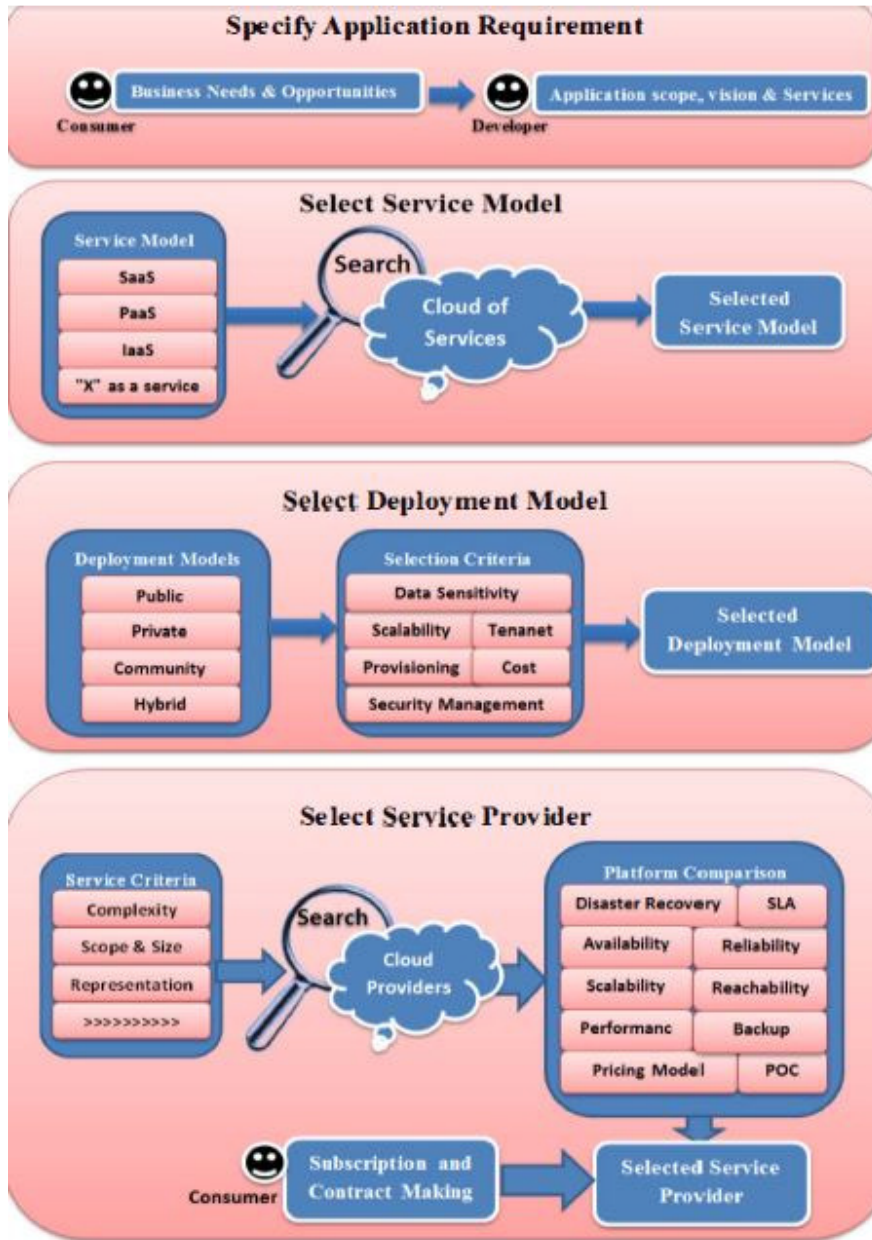 Specify Application Requirement
Business Needs & Opportunities
Application scope, vision & Services
Consumer
Developer
Select Service Model
Service Model
SaaS
PaaS
IaaS
"X" as a service
Search
Cloud of
Services
Selected
Service Model
Select Deployment Model
Deployment Models
Public
Private
Community
Hybrid
Selection Criteria
Data Sensitivity
Scalability
Tenanet
Provisioning
Cost
Security Management
Selected
Deployment Model
Select Service Provider
Service Criteria
Complexity
Scope & Size
Representation
>>>>>>>>>>
Search
Cloud
Providers
Platform Comparison
Disaster Recovery
SLA
Availability
Reliability
Scalability
Reachability
Performanc
Backup
Pricing Model
POC
Consumer
Subscription and
Contract Making
Selected Service
Provider